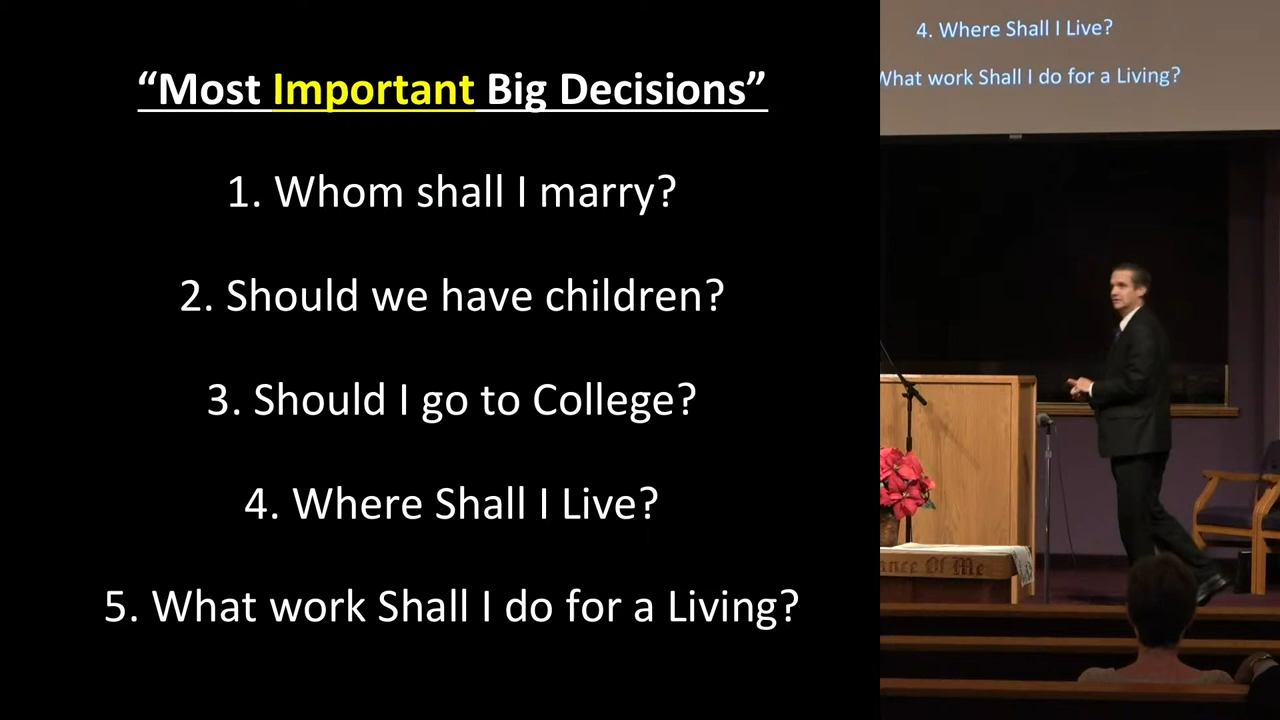 “Most Important Big Decisions”
1. Whom shall I marry?
2. Should we have children?
3. Should I go to College?
4. Where Shall I Live?
5. What work Shall I do for a Living?
4. Where Shall I Live?
What work Shall I do for a Living?
Of Me